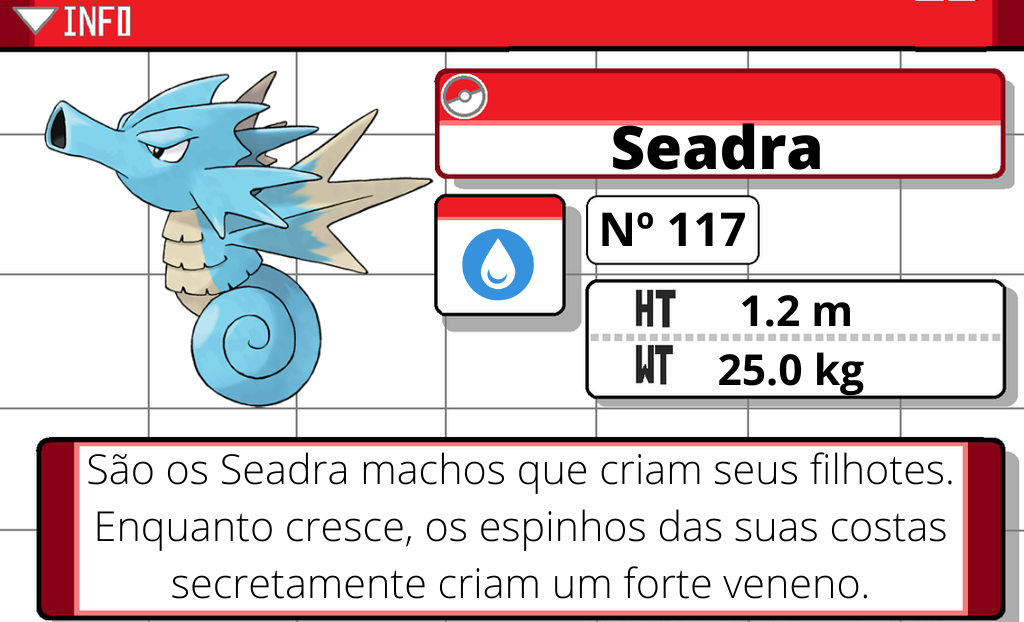 INFO
Seadra
Nº 117
HT 1.2 m
WT 25.0 kg
São os Seadra machos que criam seus filhotes.
Enquanto cresce, os espinhos das suas costas
secretamente criam um forte veneno.